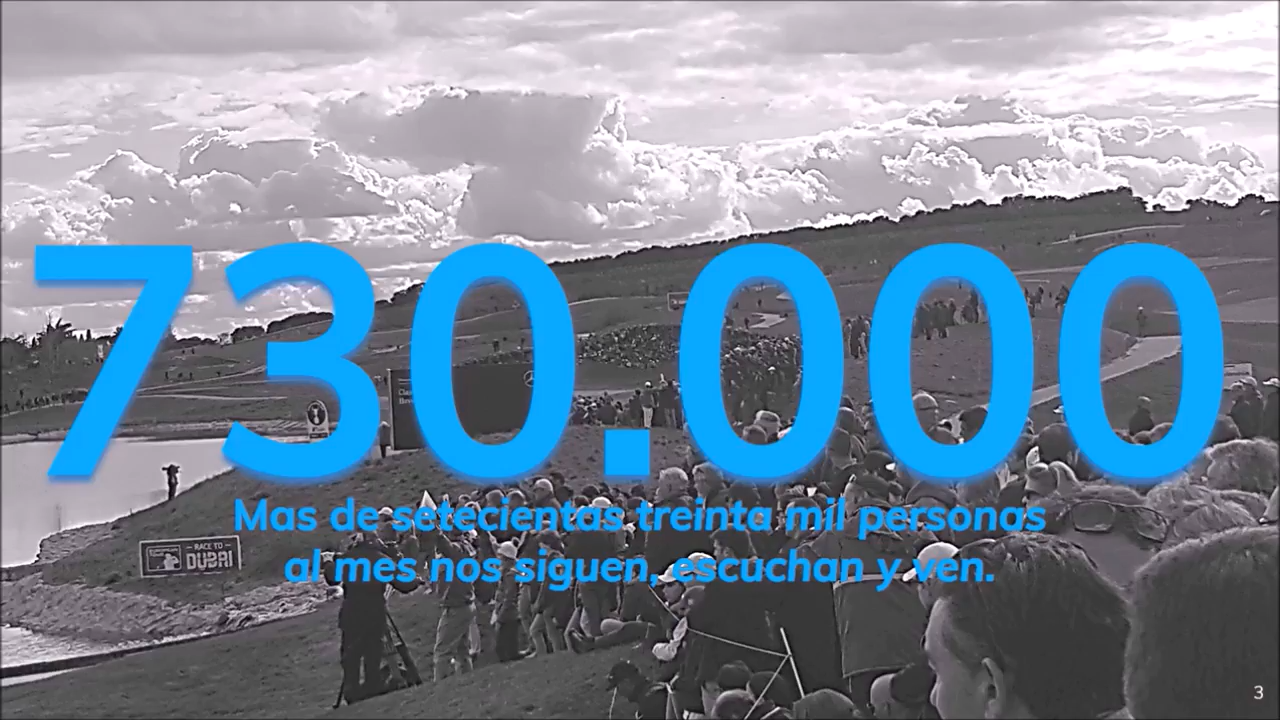 730.000
Mas de setecientas treinta mil personas
al mes nos siguen, escuchan y ven.
RACE TO
DUBAI
3